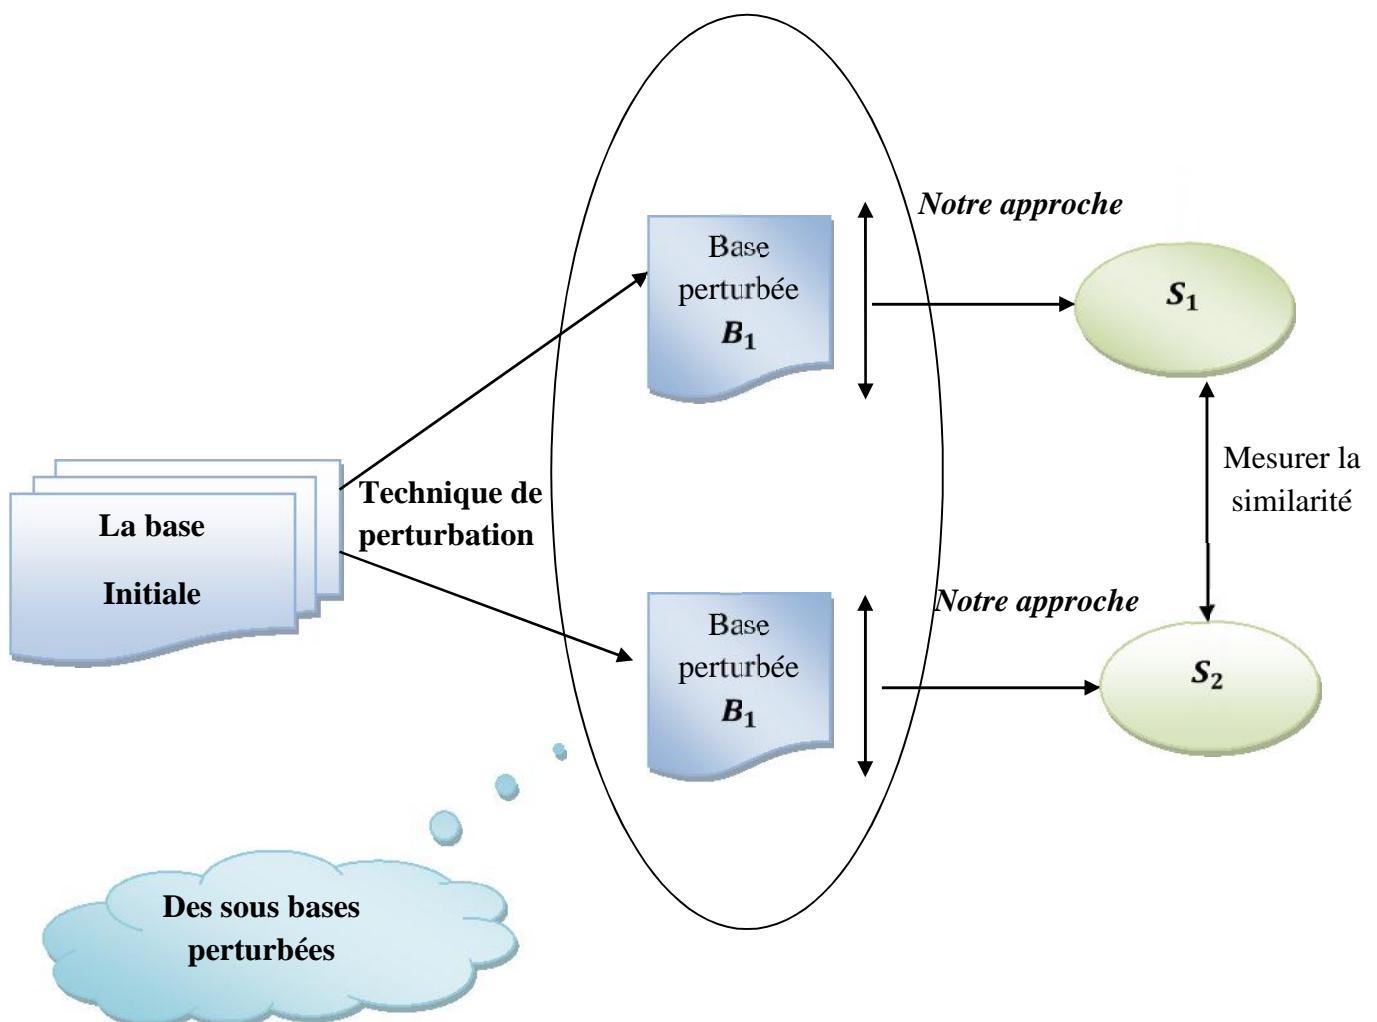 Notre approche
Base
perturbée
B₁
S₁
Mesurer la
similarité
La base
Initiale
Technique de
perturbation
Notre approche
Base
perturbée
B₁
S₂
Des sous bases
perturbées